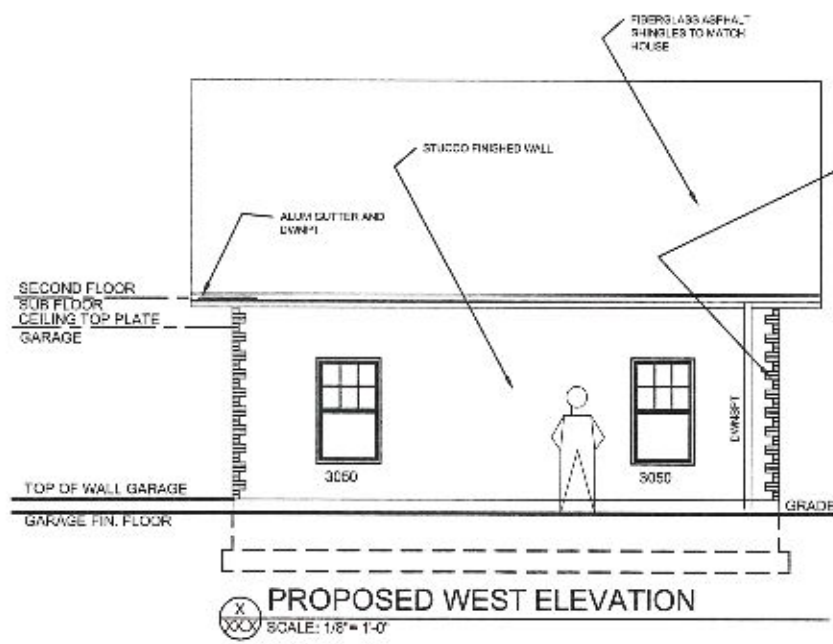 FIBERGLASS ASPHALT
SHINGLES TO MATCH
HOUSE
STUCCO FINISHED WALL
ALUM GUTTER AND
DWNPT
SECOND FLOOR
SUB FLOOR
CEILING TOP PLATE
GARAGE
DWNSPT
3050
3050
TOP OF WALL GARAGE
GRADE
GARAGE FIN. FLOOR
PROPOSED WEST ELEVATION
X
XX.X
SCALE: 1/8"= 1'-0"